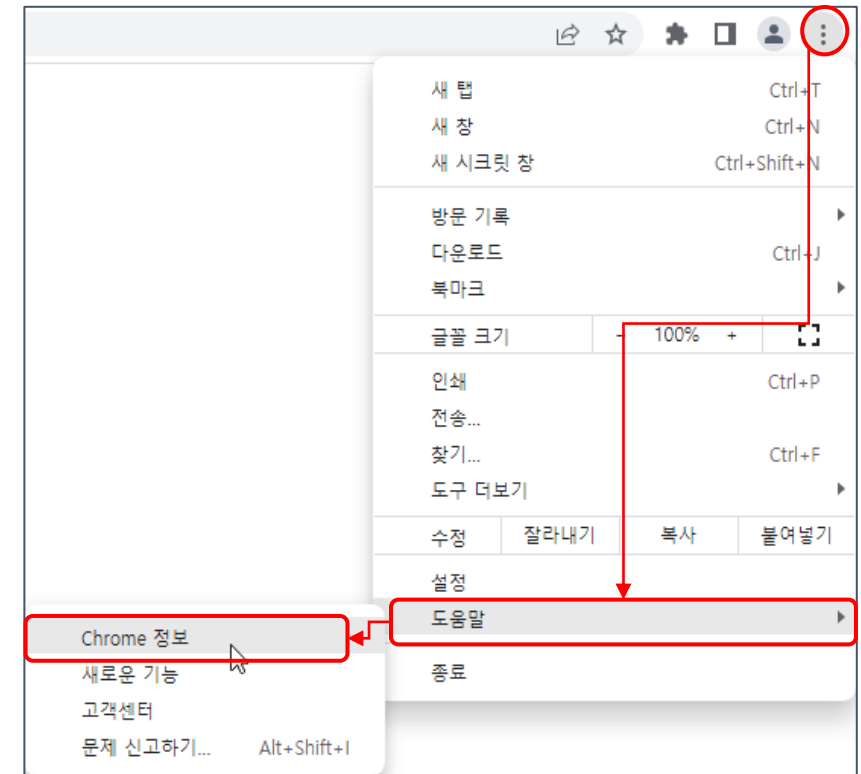 새 탭 Ctrl+T
새 창 Ctrl+N
새 시크릿 창 Ctrl+Shift+N
방문 기록
다운로드 Ctrl+J
북마크
글꼴 크기 - 100% +
인쇄 Ctrl+P
전송...
찾기... Ctrl+F
도구 더보기
수정 잘라내기 복사 붙여넣기
설정
도움말
종료
Chrome 정보
새로운 기능
고객센터
문제 신고하기... Alt+Shift+I